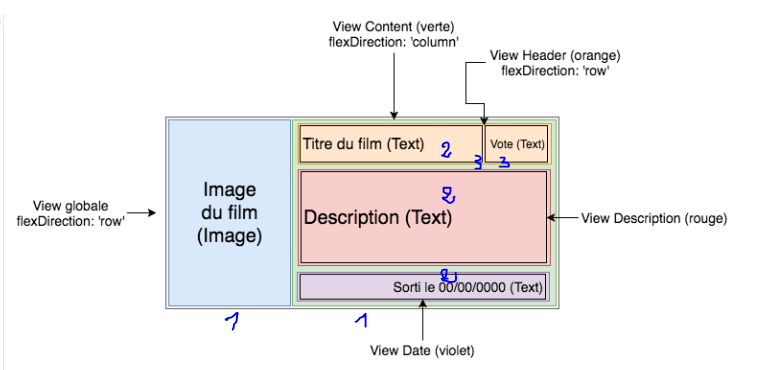 View Content (verte)
flexDirection: 'column'
View Header (orange)
flexDirection: 'row'
Titre du film (Text)
2
3
Vote (Text)
3
Image
du film
(Image)
View globale
flexDirection: 'row'
2
Description (Text)
View Description (rouge)
2
Sorti le 00/00/0000 (Text)
1
1
View Date (violet)